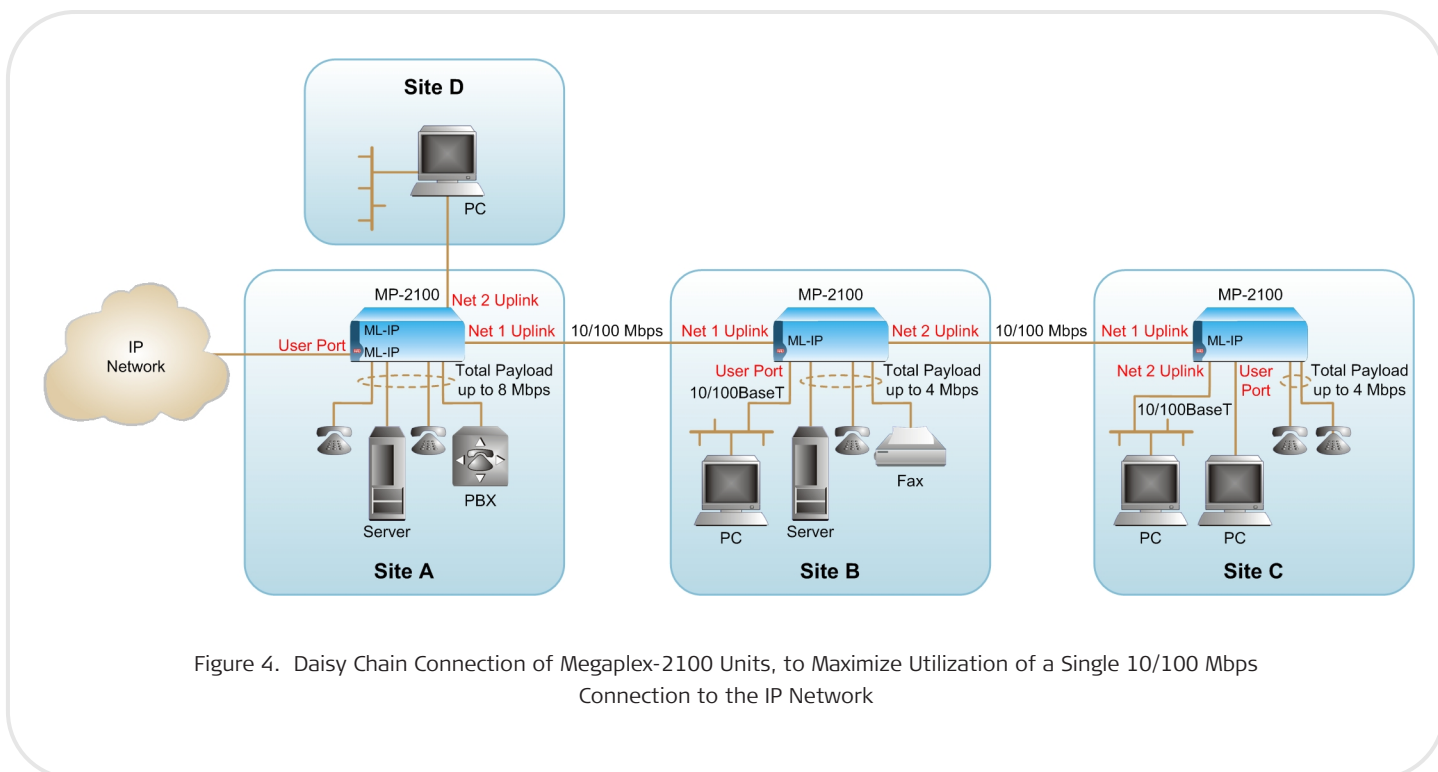 Site D
PC
IP
Network
User Port
MP-2100
Net 2 Uplink
ML-IP
ML-IP
Net 1 Uplink
Total Payload
up to 8 Mbps
Server
PBX
Site A
10/100 Mbps
Net 1 Uplink
MP-2100
ML-IP
Net 2 Uplink
User Port
10/100BaseT
Total Payload
up to 4 Mbps
PC
Server
Fax
Site B
10/100 Mbps
Net 1 Uplink
MP-2100
ML-IP
Net 2 Uplink
User
Port
Total Payload
up to 4 Mbps
10/100BaseT
PC
PC
Site C
Figure 4. Daisy Chain Connection of Megaplex-2100 Units, to Maximize Utilization of a Single 10/100 Mbps
Connection to the IP Network